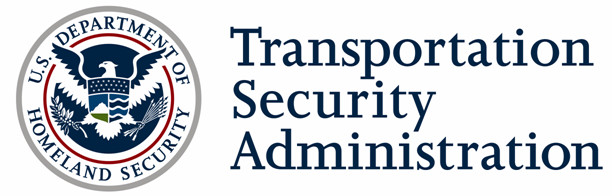 U.S. DEPARTMENT OF
HOMELAND SECURITY
Transportation
Security
Administration